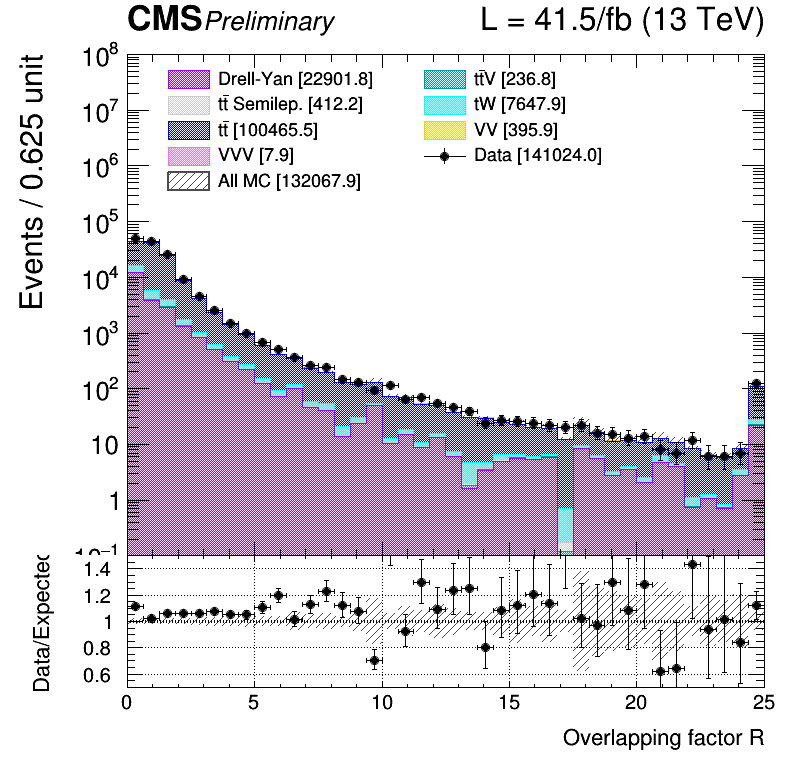 CMS Preliminary L = 41.5/fb (13 TeV)
Events / 0.625 unit
10⁸
10⁷
10⁶
10⁵
10⁴
10³
10²
10
1
10⁻¹
Drell-Yan [22901.8]
tt̄ Semilep. [412.2]
tt̄ [100465.5]
VVV [7.9]
All MC [132067.9]
tt̄V [236.8]
tW [7647.9]
VV [395.9]
Data [141024.0]
Data/Expected
1.4
1.2
1
0.8
0.6
0 5 10 15 20 25
Overlapping factor R